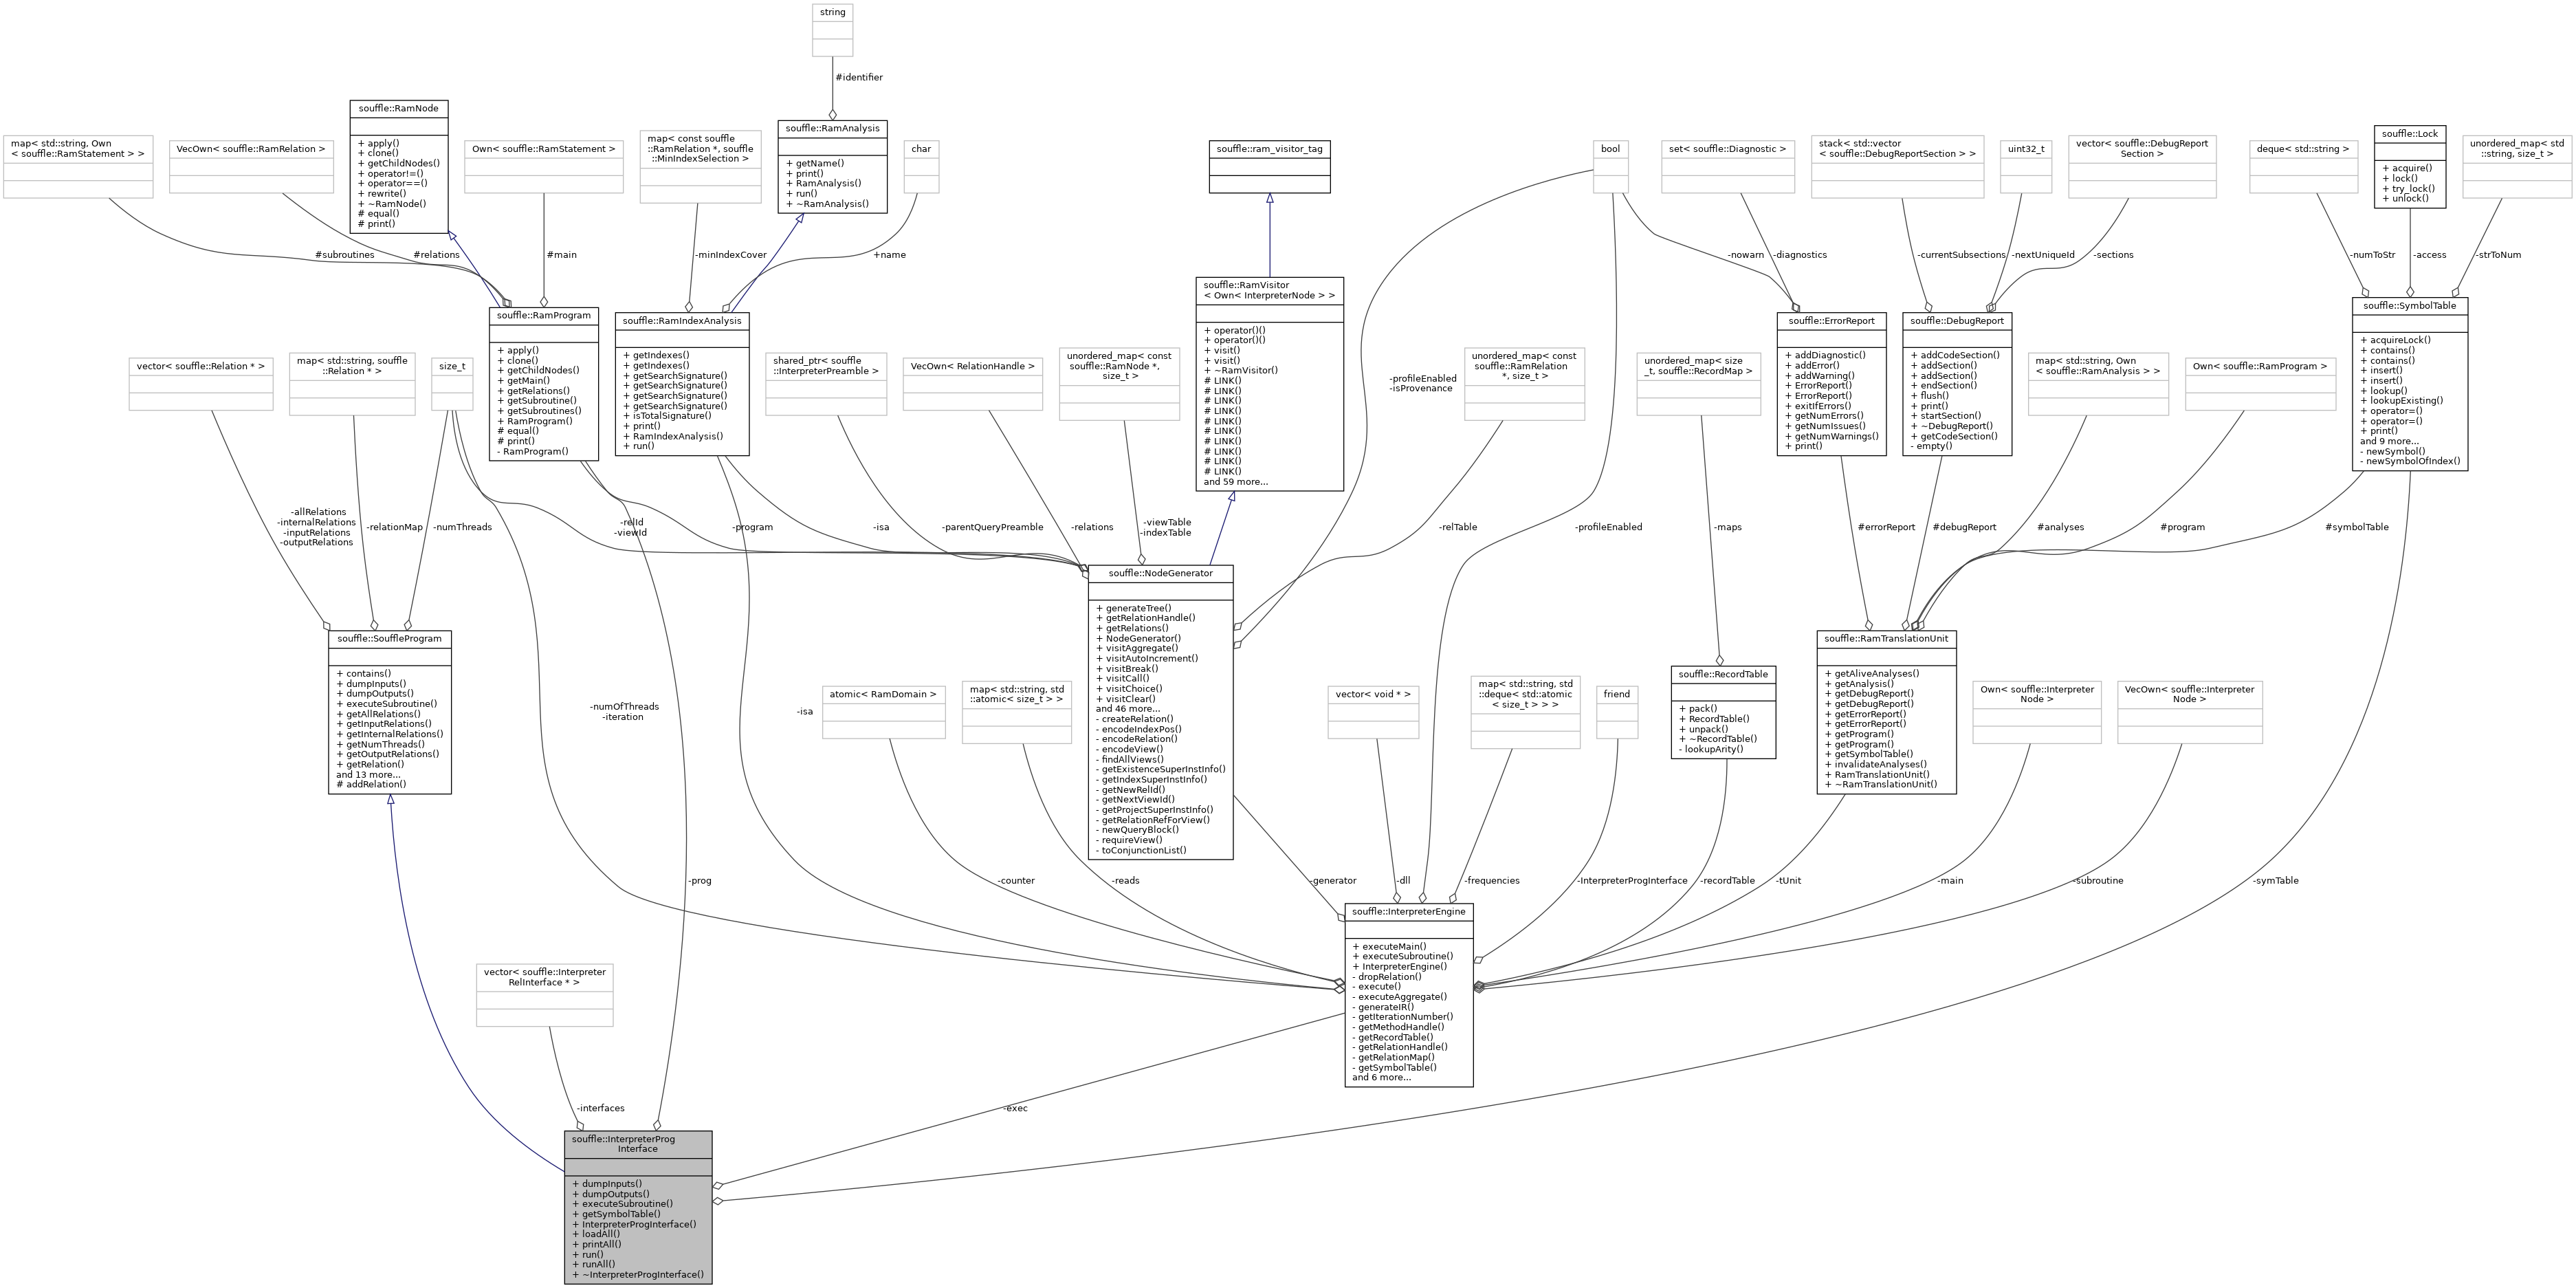 string
#identifier
souffle::RamNode
+ apply()
+ clone()
+ getChildNodes()
+ operator!=()
+ operator==()
+ rewrite()
+ ~RamNode()
# equal()
# print()
souffle::RamAnalysis
+ getName()
+ print()
+ RamAnalysis()
+ run()
+ ~RamAnalysis()
map< std::string, Own
< souffle::RamStatement > >
VecOwn< souffle::RamRelation >
Own< souffle::RamStatement >
map< const souffle
::RamRelation *, souffle
::MinIndexSelection >
char
souffle::ram_visitor_tag
bool
set< souffle::Diagnostic >
stack< std::vector
< souffle::DebugReportSection > >
uint32_t
vector< souffle::DebugReport
Section >
deque< std::string >
souffle::Lock
+ acquire()
+ lock()
+ try_lock()
+ unlock()
unordered_map< std
::string, size_t >
#subroutines
#relations
#main
-minIndexCover
+name
-nowarn
-diagnostics
-currentSubsections
-nextUniqueId
-sections
-numToStr
-access
-strToNum
souffle::RamProgram
+ apply()
+ clone()
+ getChildNodes()
+ getMain()
+ getRelations()
+ getSubroutine()
+ getSubroutines()
+ RamProgram()
# equal()
# print()
- RamProgram()
souffle::RamIndexAnalysis
+ getIndexes()
+ getIndexes()
+ getSearchSignature()
+ getSearchSignature()
+ getSearchSignature()
+ getSearchSignature()
+ isTotalSignature()
+ print()
+ RamIndexAnalysis()
+ run()
souffle::RamVisitor
< Own< InterpreterNode > >
+ operator()()
+ operator()()
+ visit()
+ visit()
+ ~RamVisitor()
# LINK()
# LINK()
# LINK()
# LINK()
# LINK()
# LINK()
# LINK()
# LINK()
# LINK()
# LINK()
and 59 more...
souffle::ErrorReport
+ addDiagnostic()
+ addError()
+ addWarning()
+ ErrorReport()
+ ErrorReport()
+ exitIfErrors()
+ getNumErrors()
+ getNumIssues()
+ getNumWarnings()
+ print()
souffle::DebugReport
+ addCodeSection()
+ addSection()
+ addSection()
+ endSection()
+ flush()
+ print()
+ startSection()
+ ~DebugReport()
+ getCodeSection()
- empty()
souffle::SymbolTable
+ acquireLock()
+ contains()
+ contains()
+ insert()
+ insert()
+ lookup()
+ lookupExisting()
+ operator=()
+ operator=()
+ print()
and 9 more...
- newSymbol()
- newSymbolOfIndex()
vector< souffle::Relation * >
map< std::string, souffle
::Relation * >
size_t
shared_ptr< souffle
::InterpreterPreamble >
VecOwn< RelationHandle >
unordered_map< const
souffle::RamNode *,
size_t >
-profileEnabled
-isProvenance
unordered_map< const
souffle::RamRelation
*, size_t >
unordered_map< size
_t, souffle::RecordMap >
map< std::string, Own
< souffle::RamAnalysis > >
Own< souffle::RamProgram >
-allRelations
-internalRelations
-inputRelations
-outputRelations
-relationMap
-numThreads
-relId
-viewId
-program
-isa
-parentQueryPreamble
-relations
-viewTable
-indexTable
-relTable
-profileEnabled
-maps
#errorReport
#debugReport
#analyses
#program
#symbolTable
souffle::NodeGenerator
+ generateTree()
+ getRelationHandle()
+ getRelations()
+ NodeGenerator()
+ visitAggregate()
+ visitAutoIncrement()
+ visitBreak()
+ visitCall()
+ visitChoice()
+ visitClear()
and 46 more...
- createRelation()
- encodeIndexPos()
- encodeRelation()
- encodeView()
- findAllViews()
- getExistenceSuperInstInfo()
- getIndexSuperInstInfo()
- getNewRelId()
- getNextViewId()
- getProjectSuperInstInfo()
- getRelationRefForView()
- newQueryBlock()
- requireView()
- toConjunctionList()
souffle::SouffleProgram
+ contains()
+ dumpInputs()
+ dumpOutputs()
+ executeSubroutine()
+ getAllRelations()
+ getInputRelations()
+ getInternalRelations()
+ getNumThreads()
+ getOutputRelations()
+ getRelation()
and 13 more...
# addRelation()
souffle::RamTranslationUnit
+ getAliveAnalyses()
+ getAnalysis()
+ getDebugReport()
+ getDebugReport()
+ getErrorReport()
+ getErrorReport()
+ getProgram()
+ getProgram()
+ getSymbolTable()
+ invalidateAnalyses()
+ RamTranslationUnit()
+ ~RamTranslationUnit()
souffle::RecordTable
+ pack()
+ RecordTable()
+ unpack()
+ ~RecordTable()
- lookupArity()
-numOfThreads
-iteration
-isa
atomic< RamDomain >
map< std::string, std
::atomic< size_t > >
vector< void * >
map< std::string, std
::deque< std::atomic
< size_t > > >
friend
Own< souffle::Interpreter
Node >
VecOwn< souffle::Interpreter
Node >
-prog
-counter
-reads
-generator
-dll
-frequencies
-InterpreterProgInterface
-recordTable
-tUnit
-main
-subroutine
-symTable
souffle::InterpreterEngine
+ executeMain()
+ executeSubroutine()
+ InterpreterEngine()
- dropRelation()
- execute()
- executeAggregate()
- generateIR()
- getIterationNumber()
- getMethodHandle()
- getRecordTable()
- getRelationHandle()
- getRelationMap()
- getSymbolTable()
and 6 more...
vector< souffle::Interpreter
RelInterface * >
-interfaces
-exec
souffle::InterpreterProg
Interface
+ dumpInputs()
+ dumpOutputs()
+ executeSubroutine()
+ getSymbolTable()
+ InterpreterProgInterface()
+ loadAll()
+ printAll()
+ run()
+ runAll()
+ ~InterpreterProgInterface()